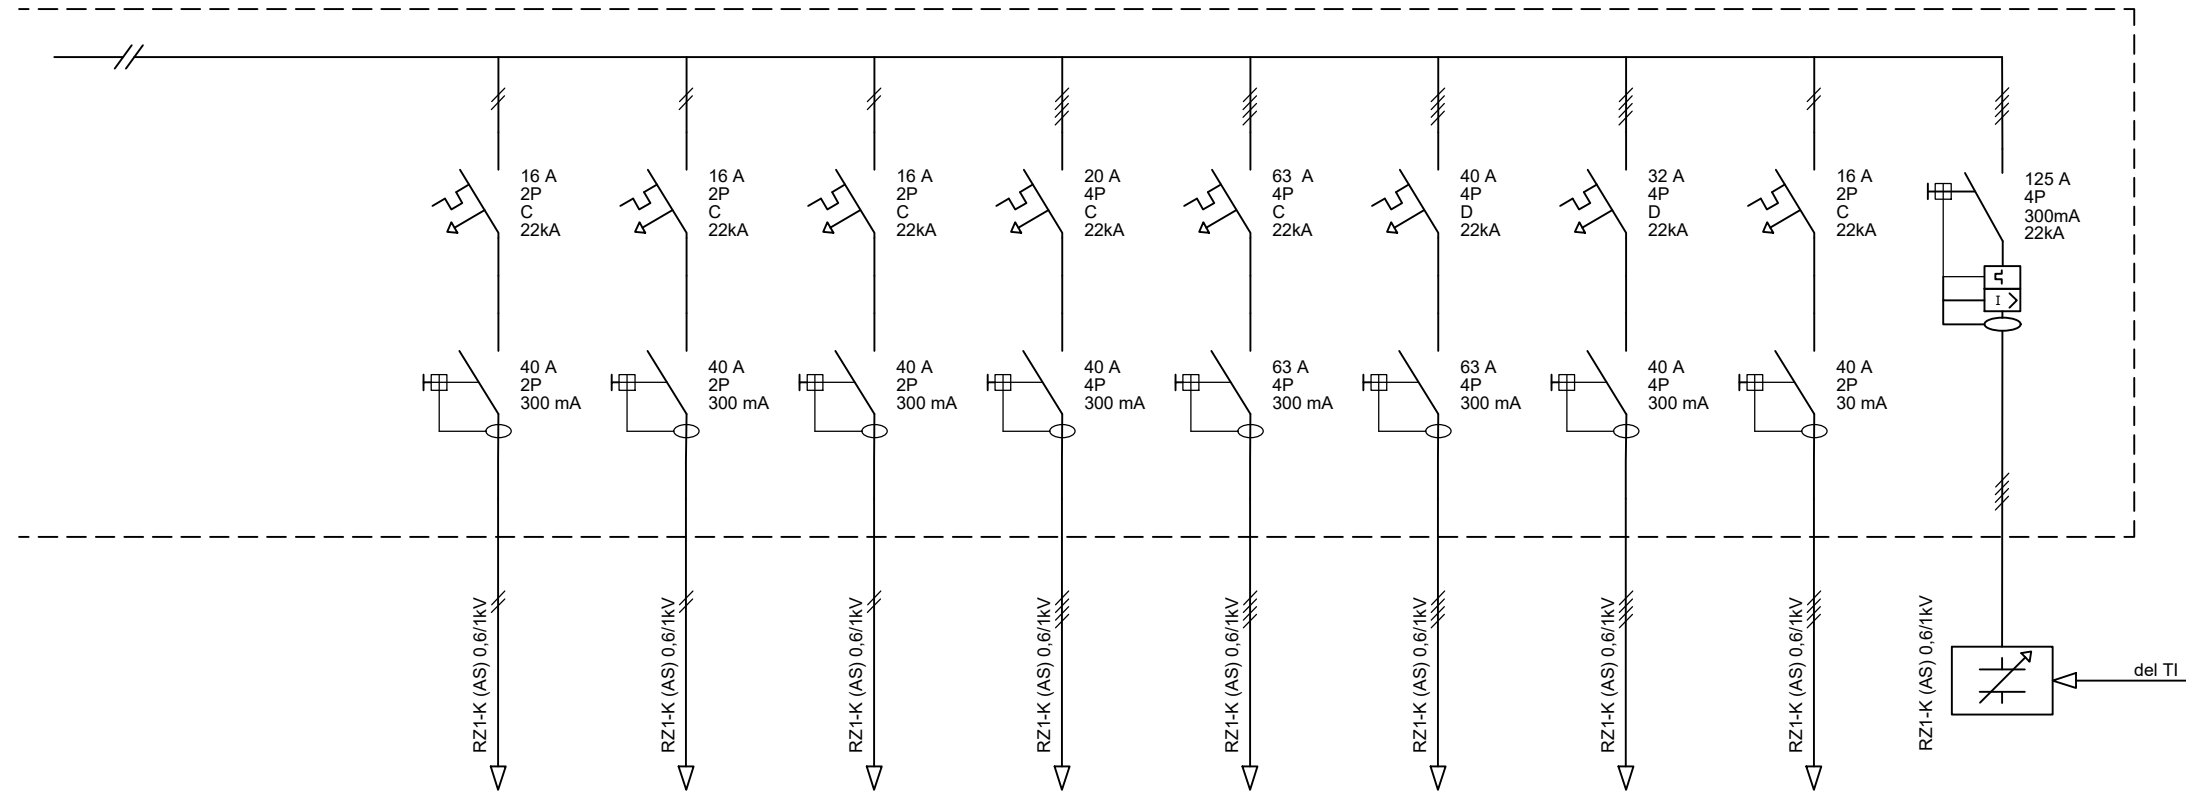 16 A
2P
C
22kA
16 A
2P
C
22kA
16 A
2P
C
22kA
20 A
4P
C
22kA
63  A
4P
C
22kA
40 A
4P
D
22kA
32 A
4P
D
22kA
16 A
2P
C
22kA
125 A
4P
300mA
22kA
I
40 A
2P
300 mA
40 A
2P
300 mA
40 A
2P
300 mA
40 A
4P
300 mA
63 A
4P
300 mA
63 A
4P
300 mA
40 A
4P
300 mA
40 A
2P
30 mA
RZ1-K (AS) 0,6/1kV
RZ1-K (AS) 0,6/1kV
RZ1-K (AS) 0,6/1kV
RZ1-K (AS) 0,6/1kV
RZ1-K (AS) 0,6/1kV
RZ1-K (AS) 0,6/1kV
RZ1-K (AS) 0,6/1kV
RZ1-K (AS) 0,6/1kV
RZ1-K (AS) 0,6/1kV
del TI